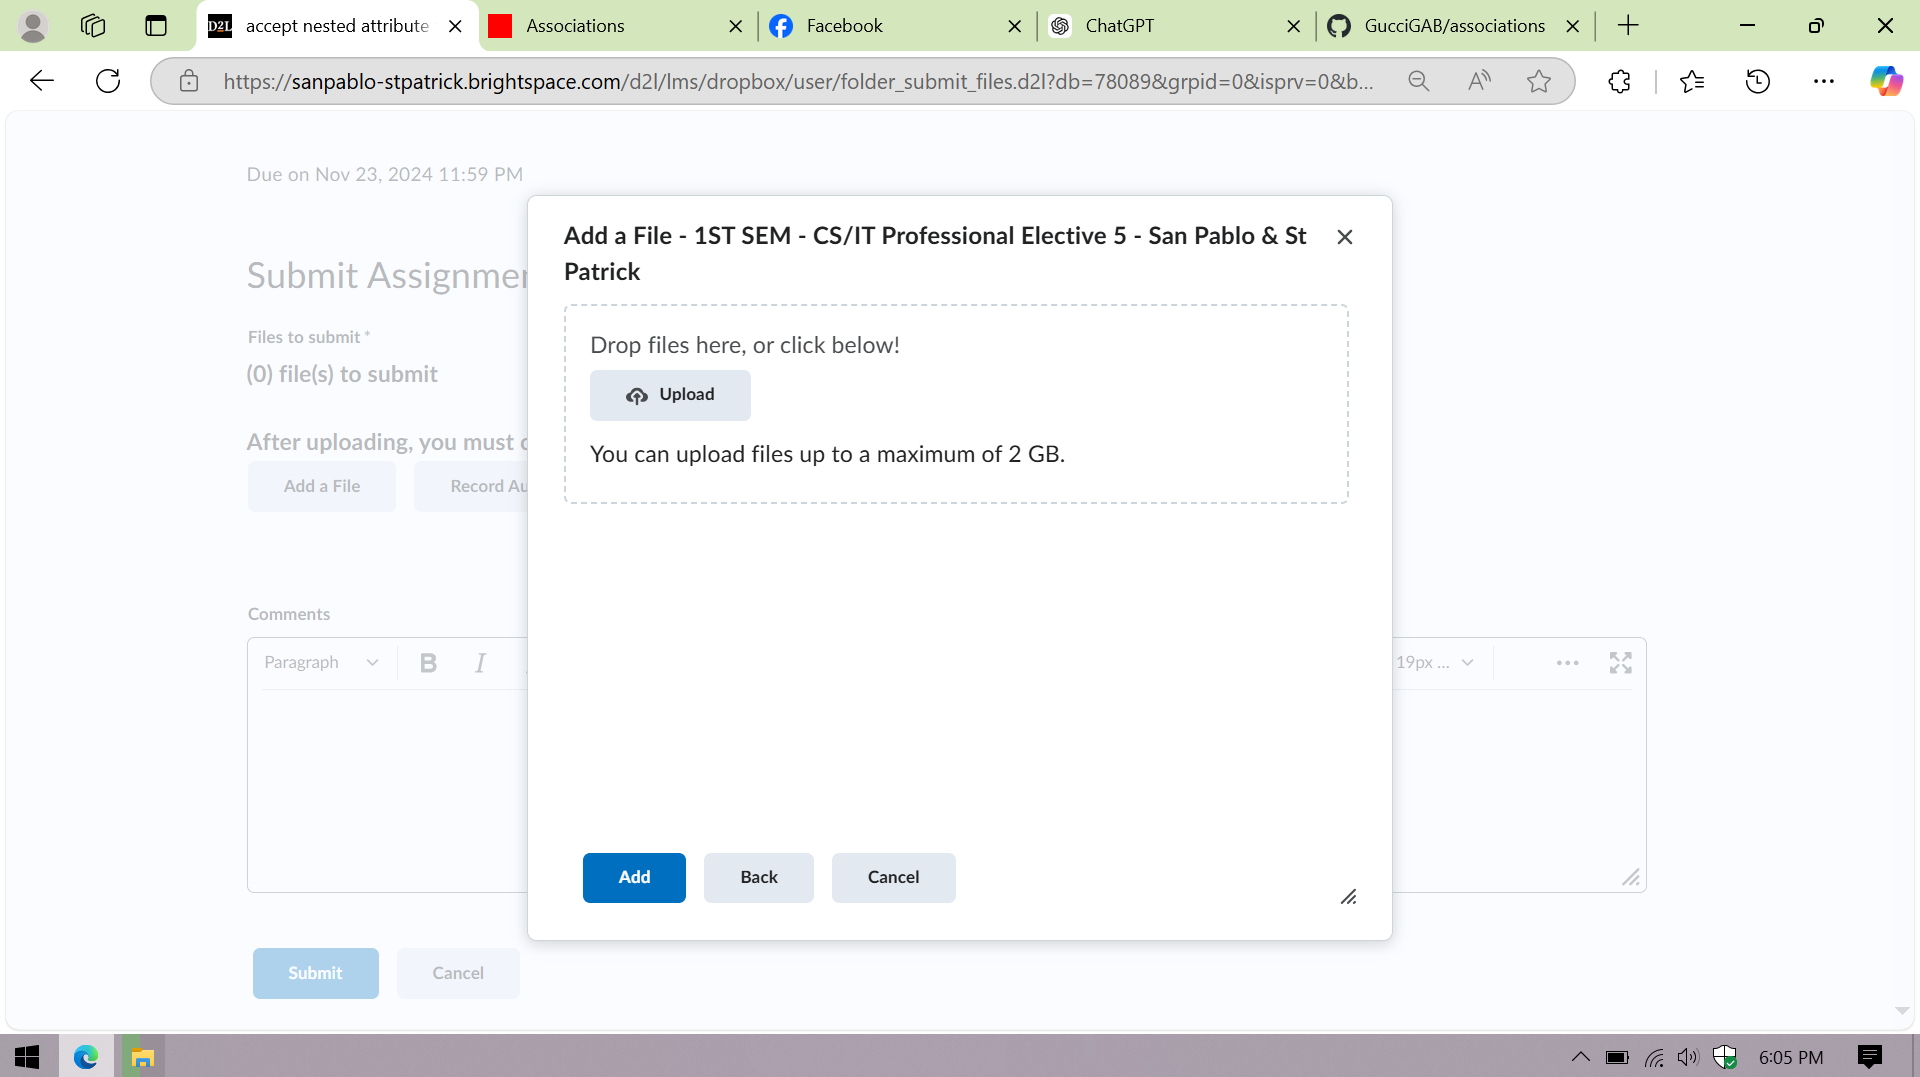 D2L accept nested attribute
Associations
Facebook
ChatGPT
GucciGAB/associations
https://sanpablo-stpatrick.brightspace.com/d2l/lms/dropbox/user/folder_submit_files.d2l?db=78089&grpid=0&isprv=0&b...
Due on Nov 23, 2024 11:59 PM
Submit Assignmen
Files to submit *
(0) file(s) to submit
After uploading, you must c
Add a File
Record Au
Comments
Paragraph
B
I
19px ...
Submit
Cancel
Add a File - 1ST SEM - CS/IT Professional Elective 5 - San Pablo & St
Patrick
Drop files here, or click below!
Upload
You can upload files up to a maximum of 2 GB.
Add
Back
Cancel
6:05 PM